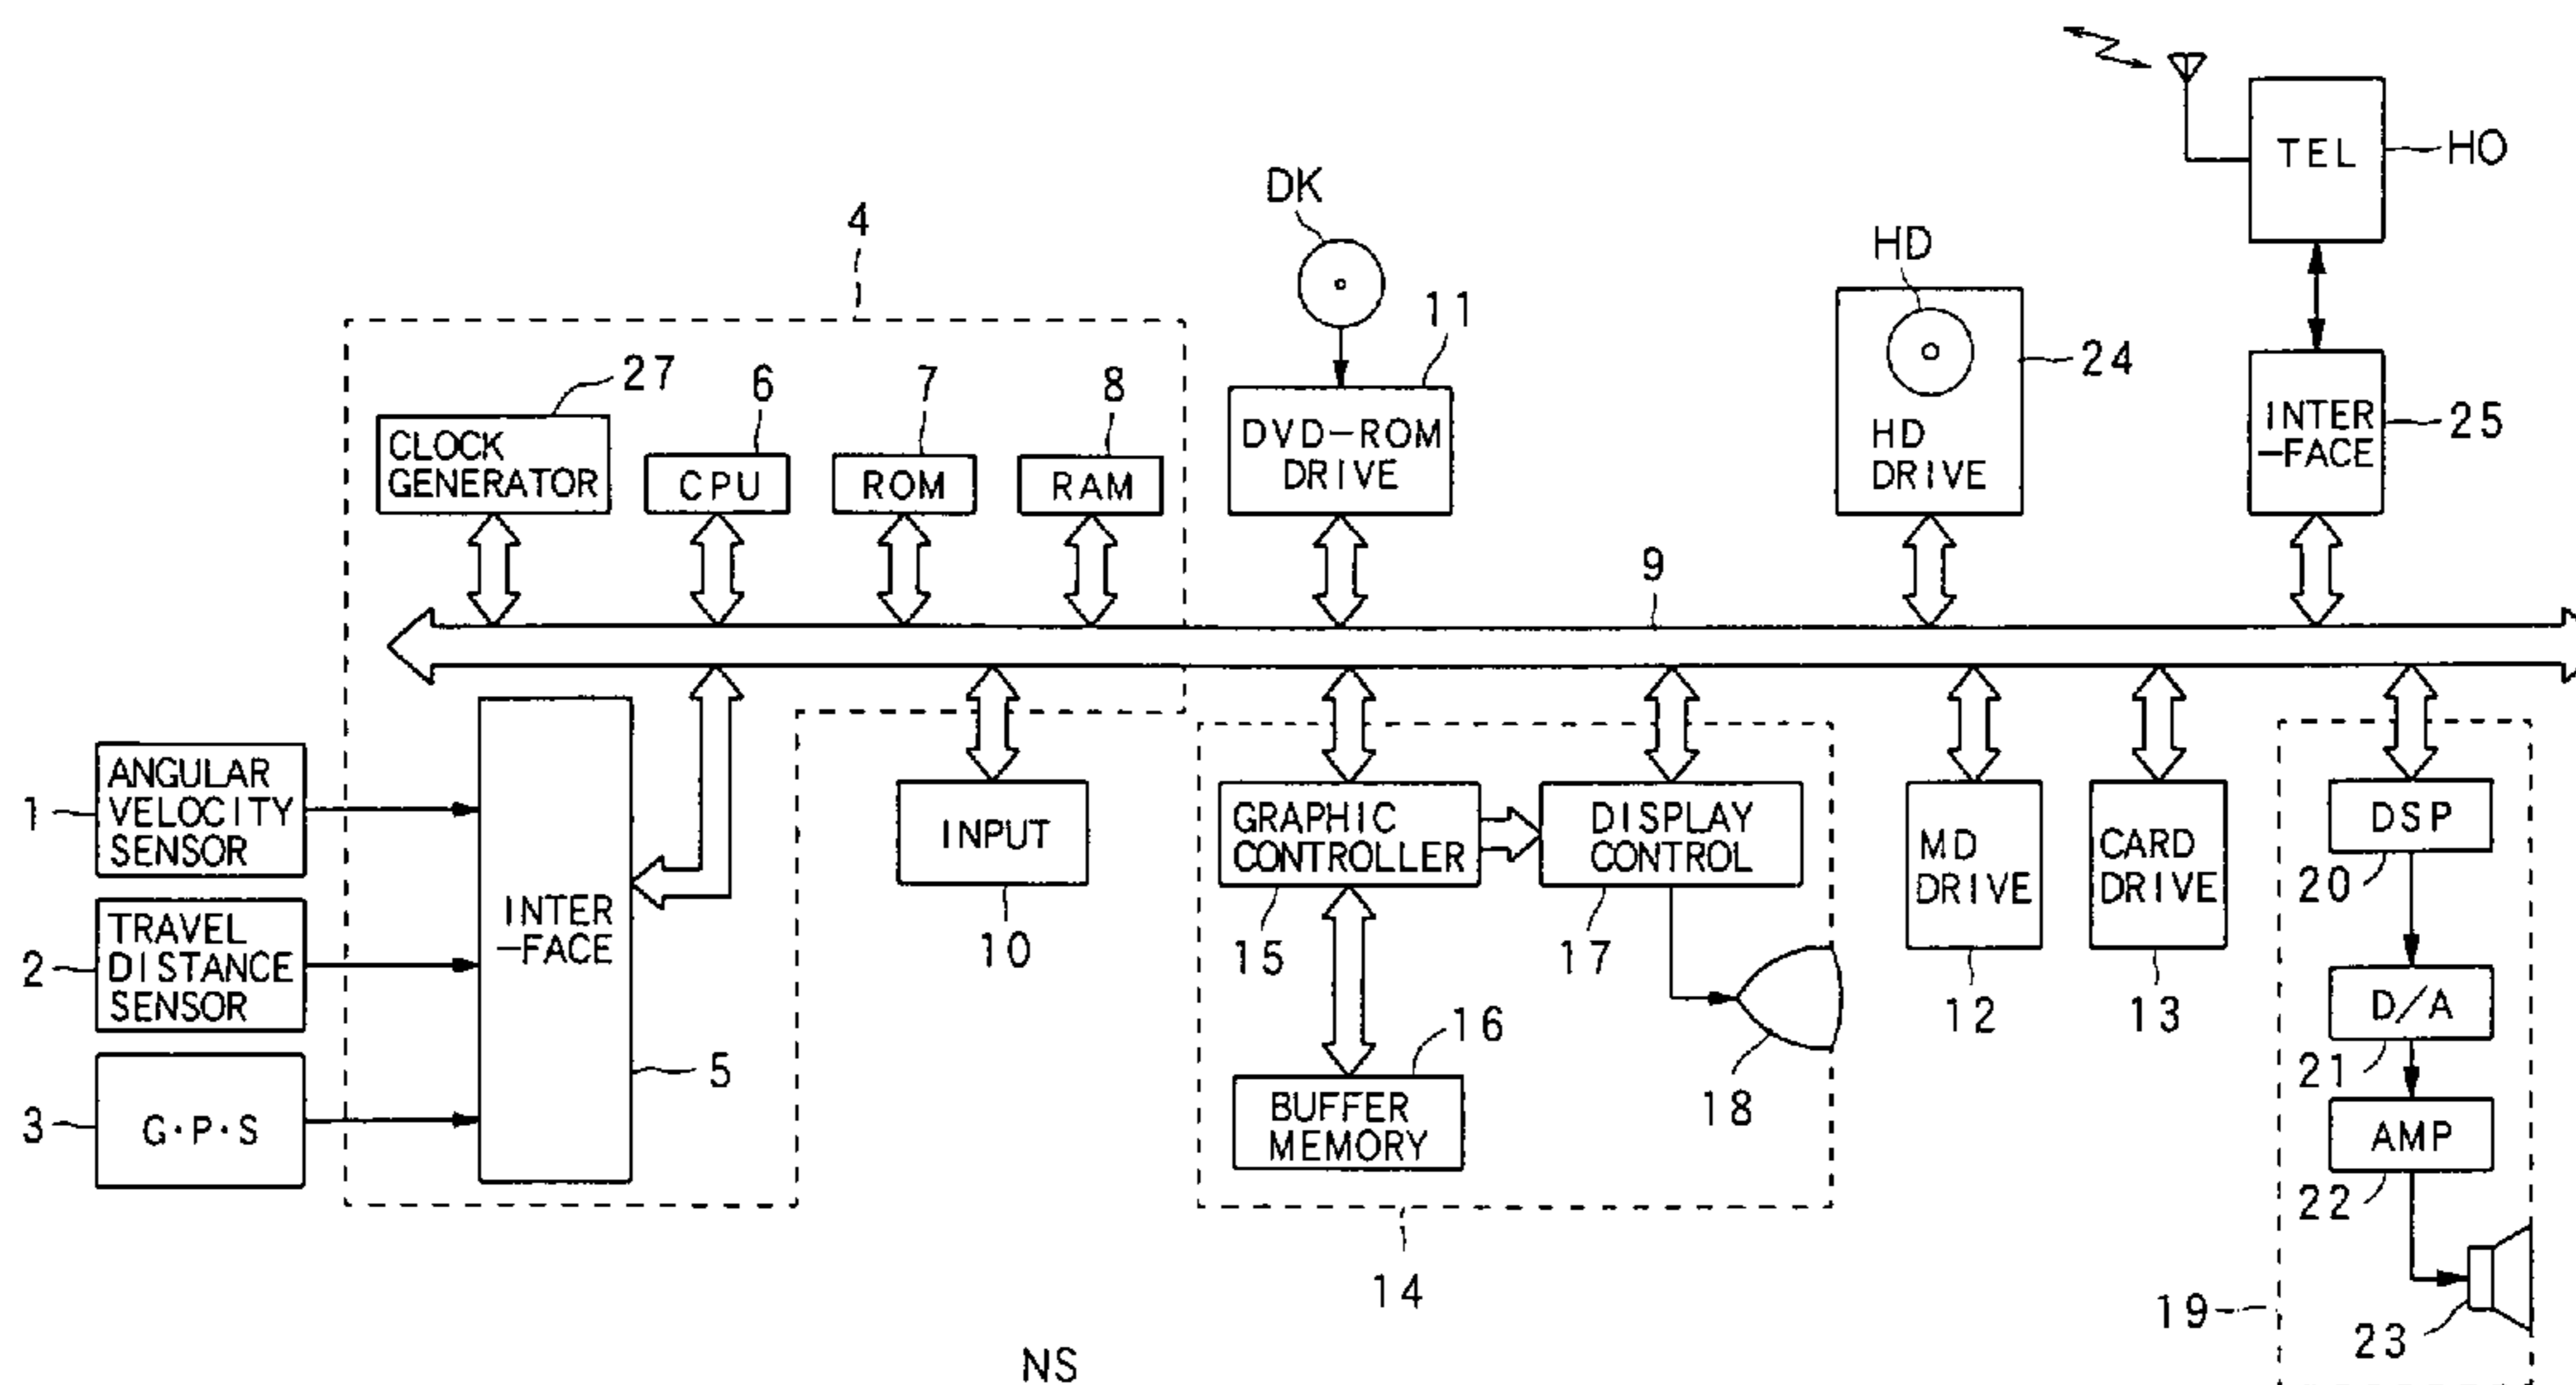 TEL
HO
DK
4
HD
11
27
6
7
8
24
CLOCK
GENERATOR
CPU
ROM
RAM
DVD-ROM
DRIVE
HD
DRIVE
INTER
-FACE
25
9
1
ANGULAR
VELOCITY
SENSOR
2
TRAVEL
DISTANCE
SENSOR
3
G·P·S
INTER
-FACE
5
INPUT
10
GRAPHIC
CONTROLLER
15
DISPLAY
CONTROL
17
BUFFER
MEMORY
16
18
14
MD
DRIVE
12
CARD
DRIVE
13
DSP
20
D/A
21
AMP
22
23
19
NS